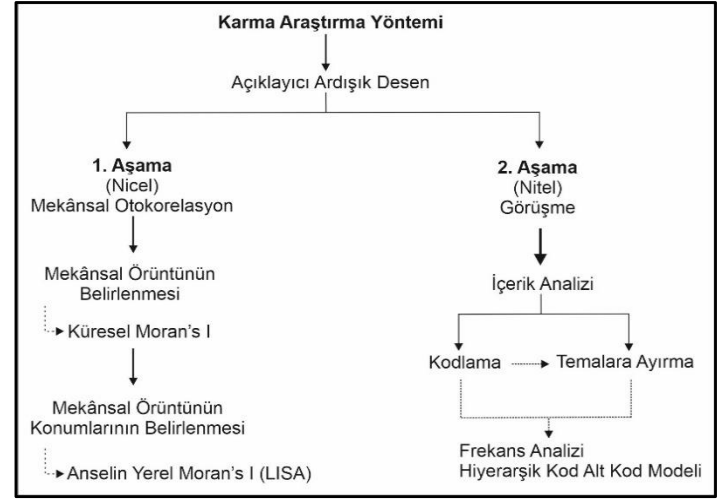 Karma Araştırma Yöntemi
Açıklayıcı Ardışık Desen
1. Aşama
(Nicel)
Mekânsal Otokorelasyon
Mekânsal Örüntünün
Belirlenmesi
Küresel Moran's I
Mekânsal Örüntünün
Konumlarının Belirlenmesi
Anselin Yerel Moran's I (LISA)
2. Aşama
(Nitel)
Görüşme
İçerik Analizi
Kodlama
Temalara Ayırma
Frekans Analizi
Hiyerarşik Kod Alt Kod Modeli